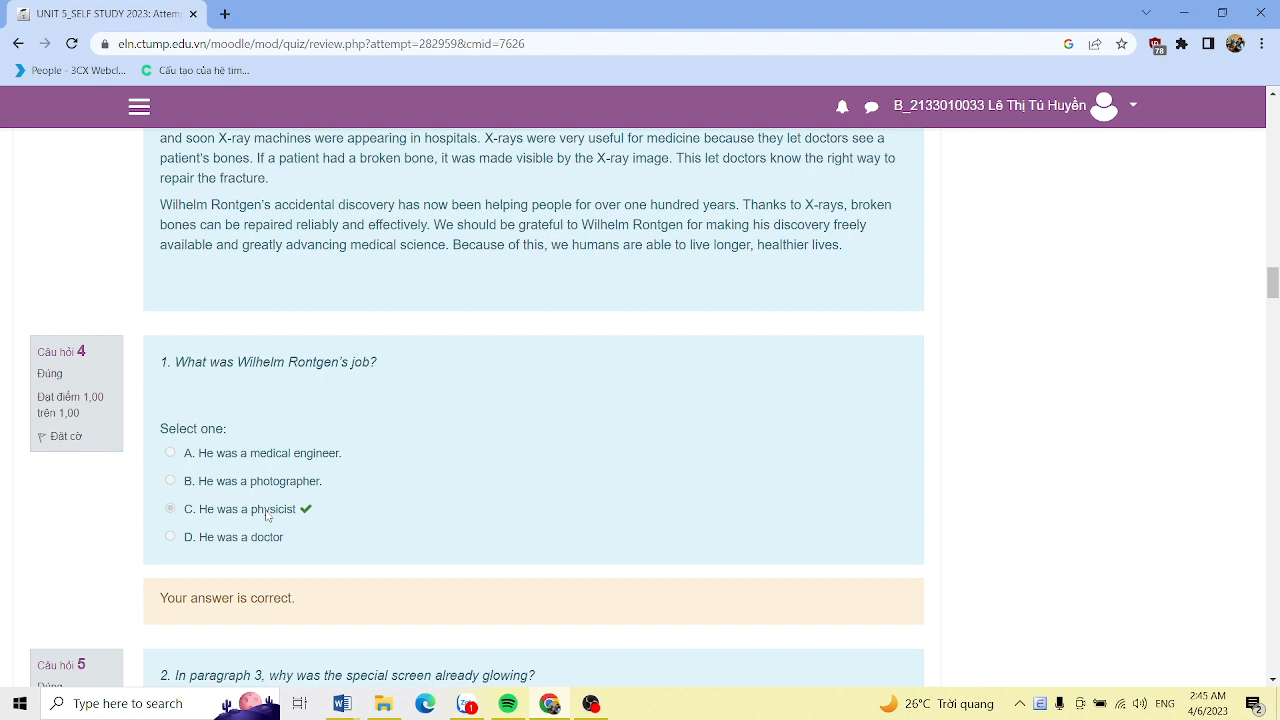 UNIT 5_SELF STUDY 2023: Attemp
eln.ctump.edu.vn/moodle/mod/quiz/review.php?attempt=282959&cmid=7626
78
People - 3CX Webcl...
Cấu tạo của hệ tim...
B_2133010033 Lê Thị Tú Huyền
and soon X-ray machines were appearing in hospitals. X-rays were very useful for medicine because they let doctors see a
patient's bones. If a patient had a broken bone, it was made visible by the X-ray image. This let doctors know the right way to
repair the fracture.
Wilhelm Rontgen's accidental discovery has now been helping people for over one hundred years. Thanks to X-rays, broken
bones can be repaired reliably and effectively. We should be grateful to Wilhelm Rontgen for making his discovery freely
available and greatly advancing medical science. Because of this, we humans are able to live longer, healthier lives.
Câu hỏi 4
Đúng
Đạt điểm 1,00
trên 1,00
Đặt cờ
1. What was Wilhelm Rontgen's job?
Select one:
A. He was a medical engineer.
B. He was a photographer.
C. He was a physicist
D. He was a doctor
Your answer is correct.
Câu hỏi 5
Đúng
2. In paragraph 3, why was the special screen already glowing?
Type here to search
1
26°C Trời quang
ENG
2:45 AM
4/6/2023
2